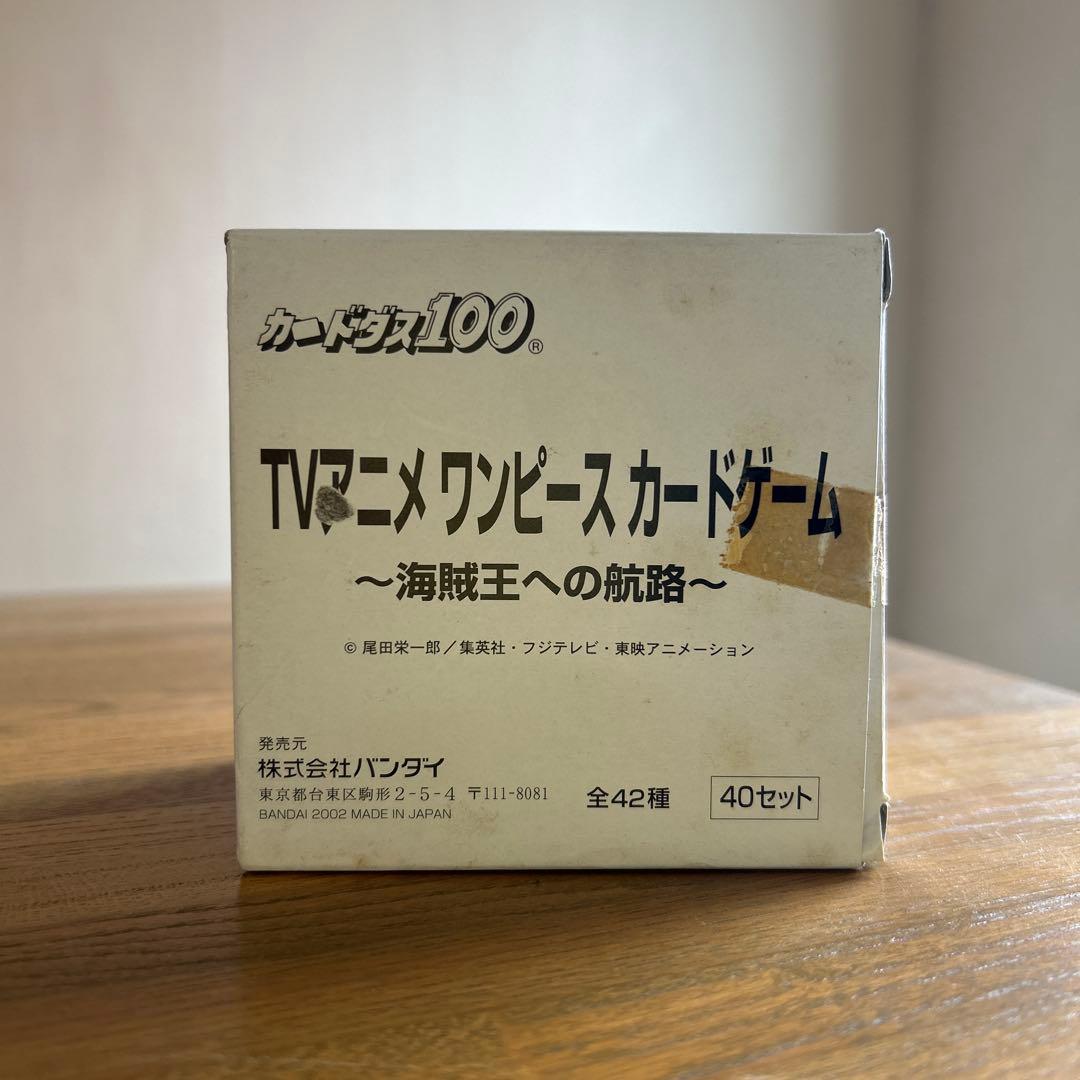 カードダス100®
TVアニメ ワンピース カードゲーム
〜海賊王への航路〜
© 尾田栄一郎／集英社・フジテレビ・東映アニメーション
発売元
株式会社バンダイ
東京都台東区駒形2-5-4 〒111-8081
BANDAI 2002 MADE IN JAPAN
全42種
40セット